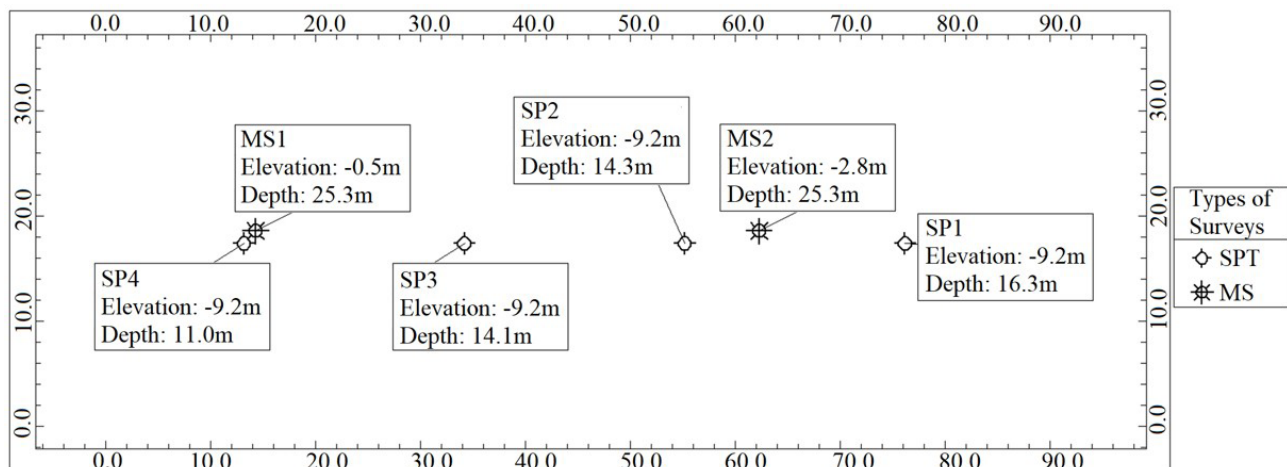 0.0 10.0 20.0 30.0 40.0 50.0 60.0 70.0 80.0 90.0
30.0
20.0
10.0
0.0
MS1
Elevation: -0.5m
Depth: 25.3m
SP2
Elevation: -9.2m
Depth: 14.3m
MS2
Elevation: -2.8m
Depth: 25.3m
SP1
Elevation: -9.2m
Depth: 16.3m
SP4
Elevation: -9.2m
Depth: 11.0m
SP3
Elevation: -9.2m
Depth: 14.1m
30.0
20.0
10.0
0.0
0.0 10.0 20.0 30.0 40.0 50.0 60.0 70.0 80.0 90.0
Types of
Surveys
SPT
MS